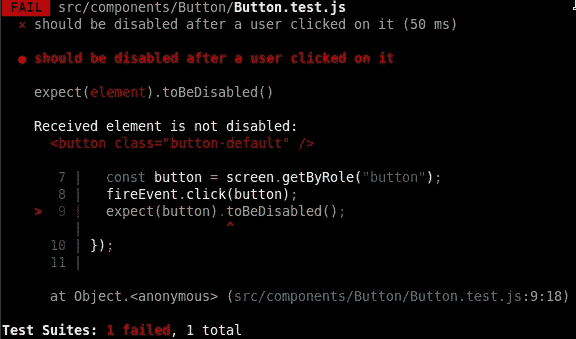 FAIL src/components/Button/Button.test.js
× should be disabled after a user clicked on it (50 ms)
● should be disabled after a user clicked on it
expect(element).toBeDisabled()
Received element is not disabled:
<button class="button-default" />
7 | const button = screen.getByRole("button");
8 | fireEvent.click(button);
> 9 | expect(button).toBeDisabled();
| ^
10 | });
11 |
at Object.<anonymous> (src/components/Button/Button.test.js:9:18)
Test Suites: 1 failed, 1 total